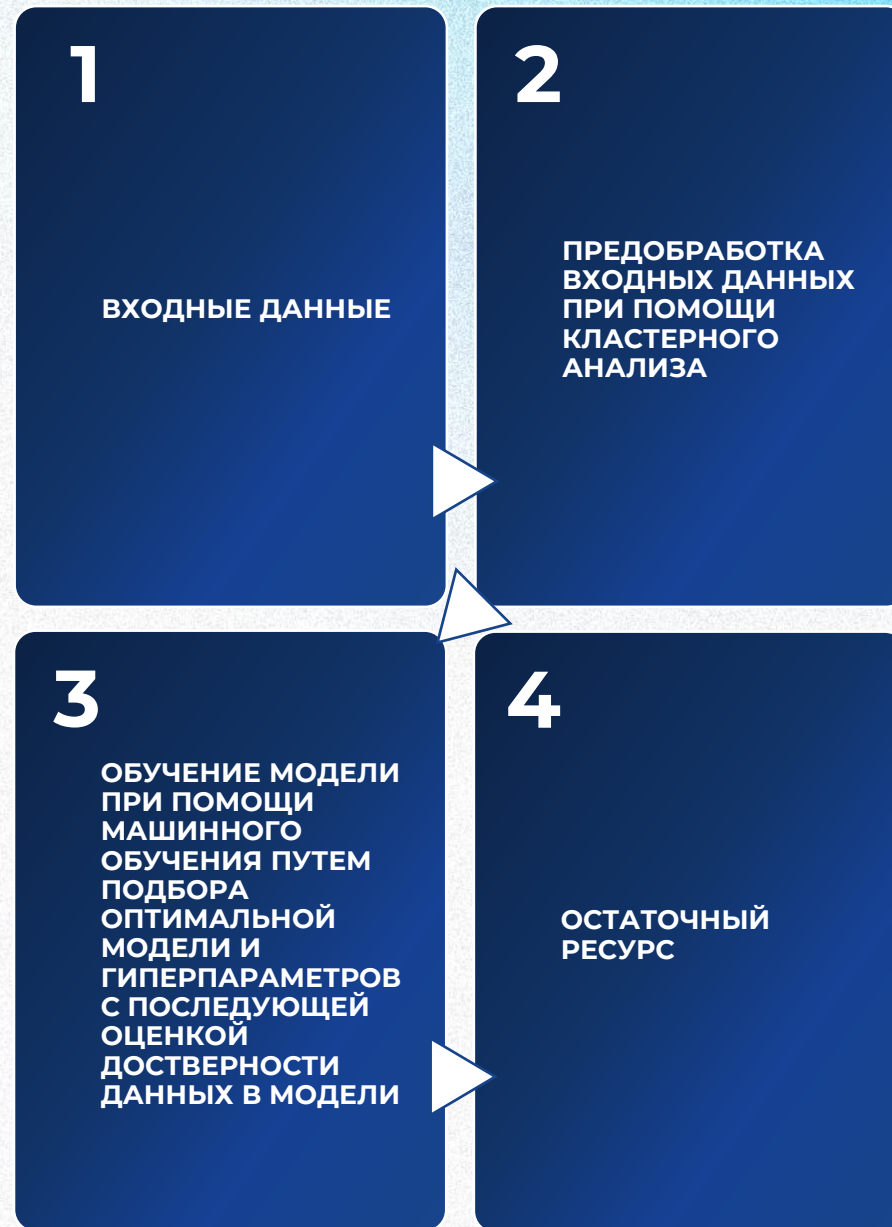 1
ВХОДНЫЕ ДАННЫЕ
2
ПРЕДОБРАБОТКА
ВХОДНЫХ ДАННЫХ
ПРИ ПОМОЩИ
КЛАСТЕРНОГО
АНАЛИЗА
3
ОБУЧЕНИЕ МОДЕЛИ
ПРИ ПОМОЩИ
МАШИННОГО
ОБУЧЕНИЯ ПУТЕМ
ПОДБОРА
ОПТИМАЛЬНОЙ
МОДЕЛИ И
ГИПЕРПАРАМЕТРОВ
С ПОСЛЕДУЮЩЕЙ
ОЦЕНКОЙ
ДОСТВЕРНОСТИ
ДАННЫХ В МОДЕЛИ
4
ОСТАТОЧНЫЙ
РЕСУРС